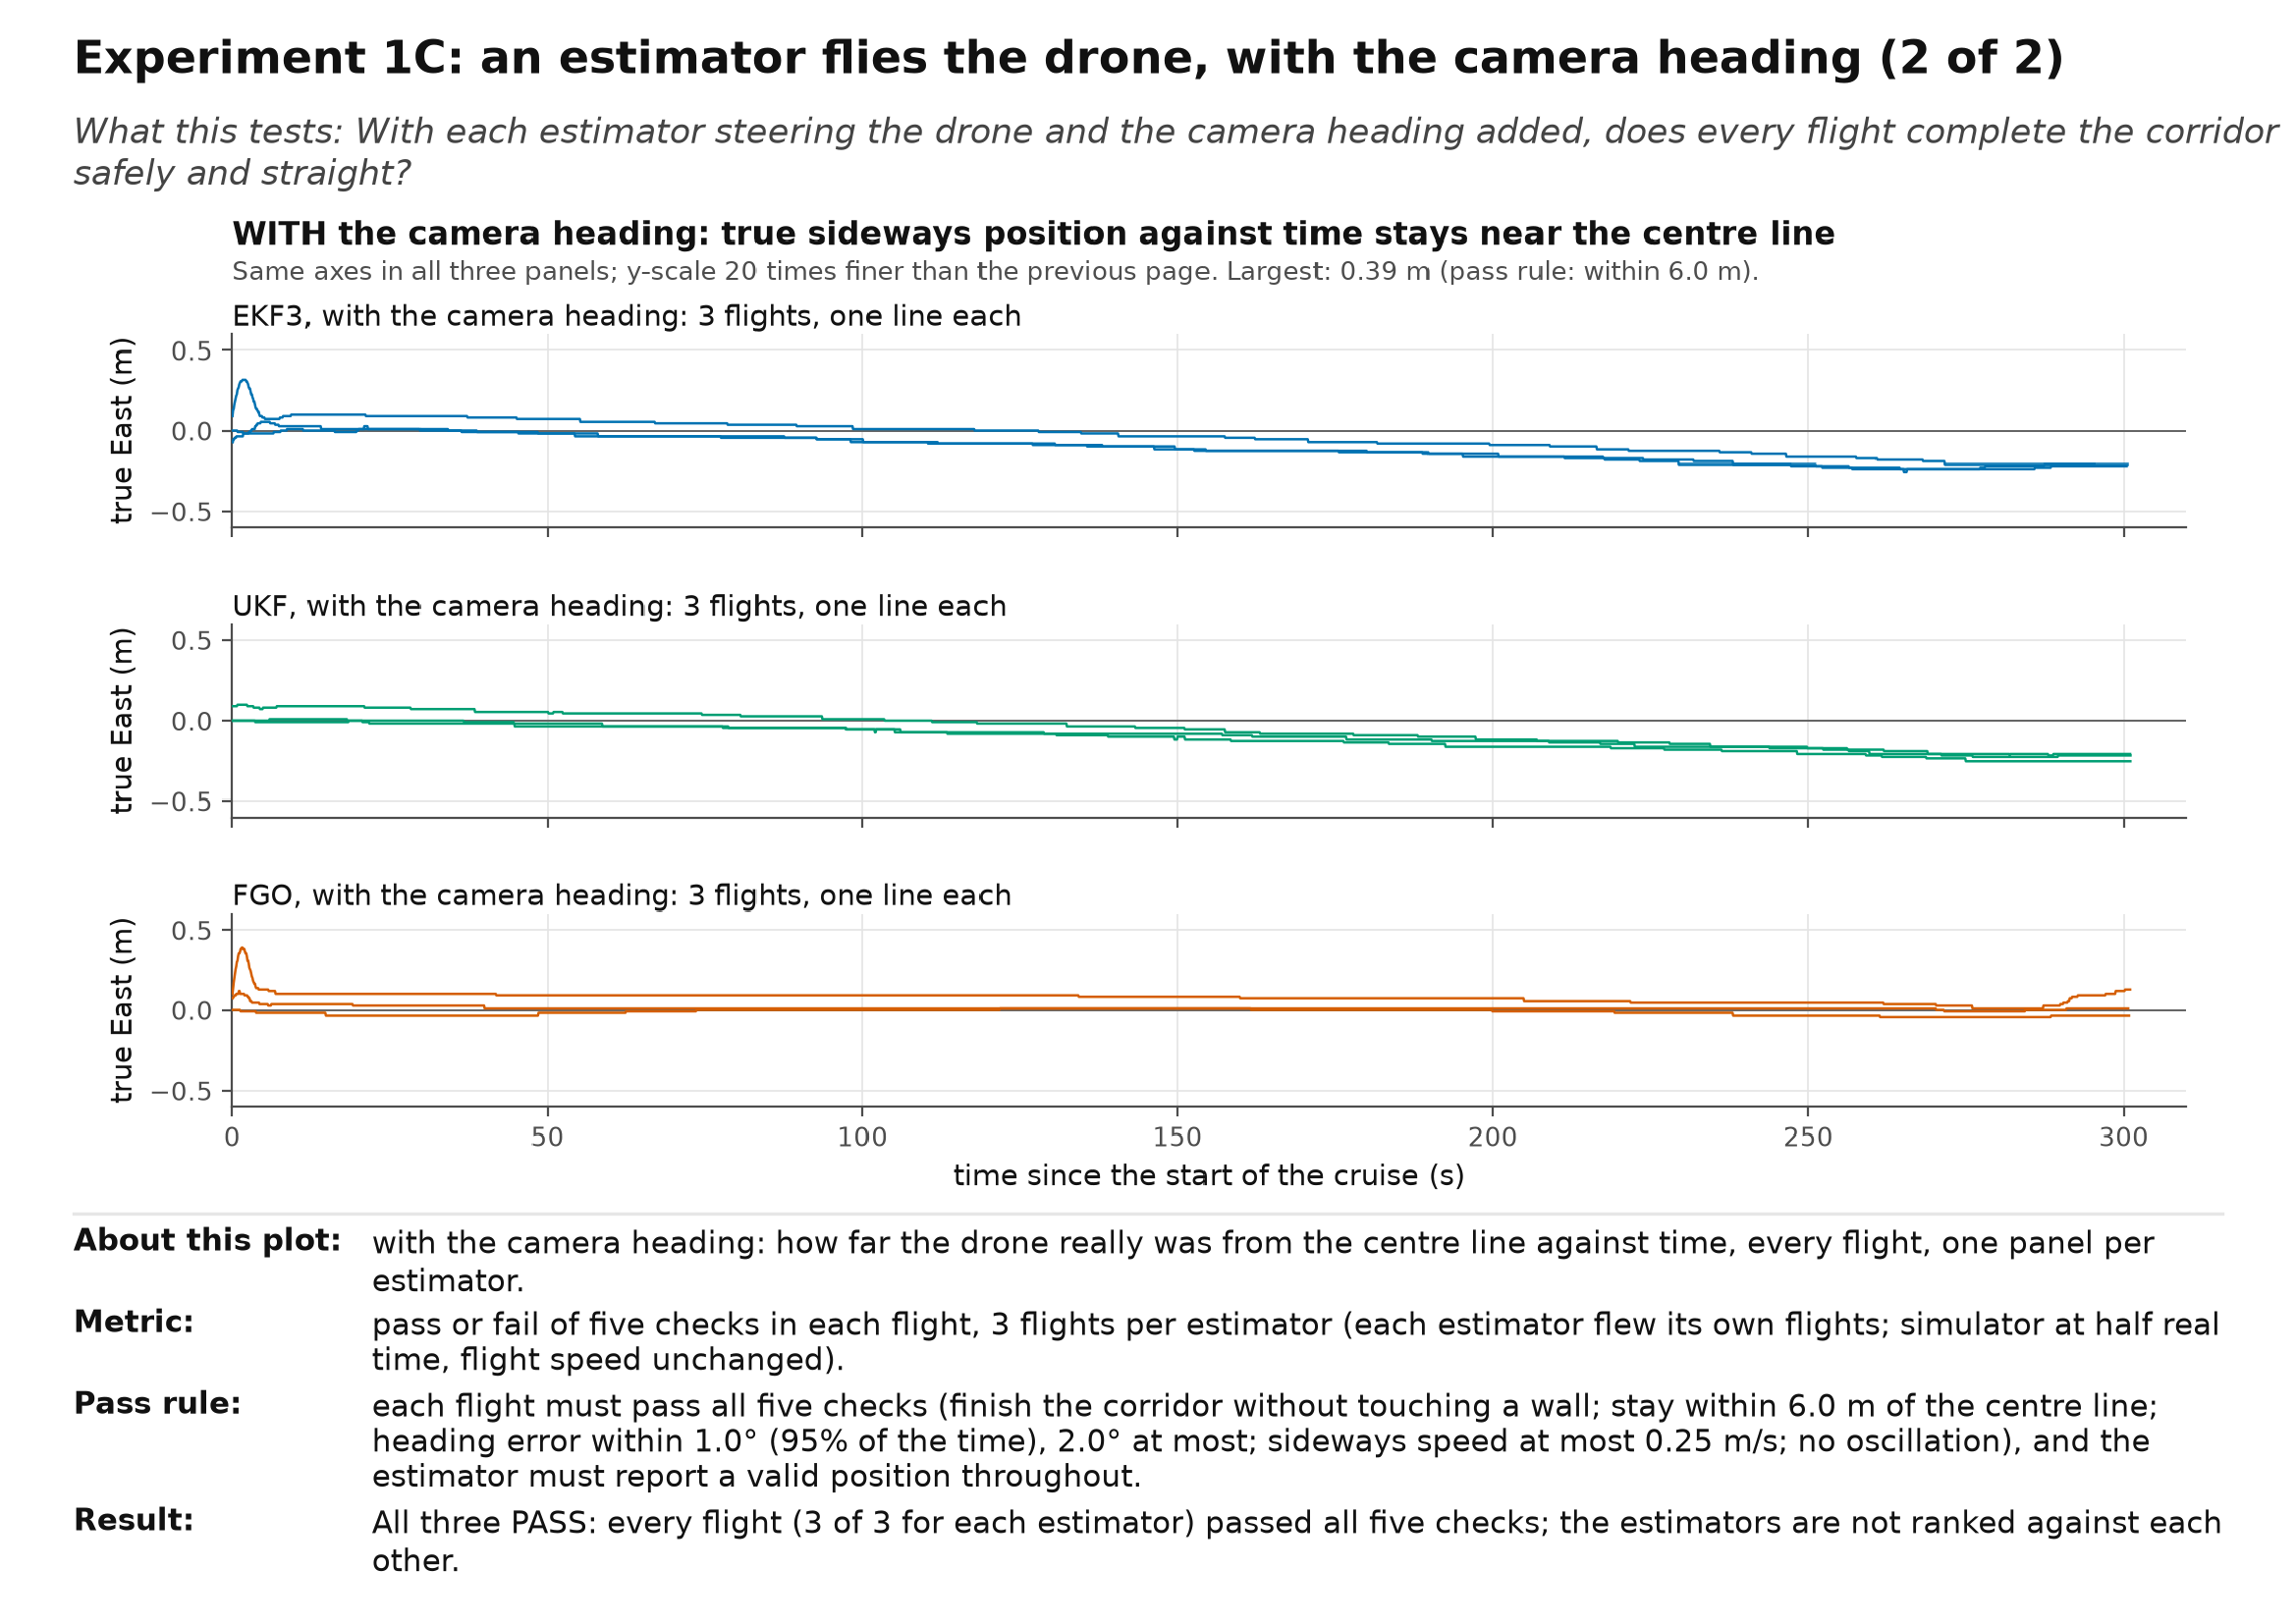 Experiment 1C: an estimator flies the drone, with the camera heading (2 of 2)
What this tests: With each estimator steering the drone and the camera heading added, does every flight complete the corridor
safely and straight?
WITH the camera heading: true sideways position against time stays near the centre line
Same axes in all three panels; y-scale 20 times finer than the previous page. Largest: 0.39 m (pass rule: within 6.0 m).
EKF3, with the camera heading: 3 flights, one line each
true East (m)
0.5
0.0
−0.5
UKF, with the camera heading: 3 flights, one line each
true East (m)
0.5
0.0
−0.5
FGO, with the camera heading: 3 flights, one line each
true East (m)
0.5
0.0
−0.5
0 50 100 150 200 250 300
time since the start of the cruise (s)
About this plot: with the camera heading: how far the drone really was from the centre line against time, every flight, one panel per
estimator.
Metric: pass or fail of five checks in each flight, 3 flights per estimator (each estimator flew its own flights; simulator at half real
time, flight speed unchanged).
Pass rule: each flight must pass all five checks (finish the corridor without touching a wall; stay within 6.0 m of the centre line;
heading error within 1.0° (95% of the time), 2.0° at most; sideways speed at most 0.25 m/s; no oscillation), and the
estimator must report a valid position throughout.
Result: All three PASS: every flight (3 of 3 for each estimator) passed all five checks; the estimators are not ranked against each
other.